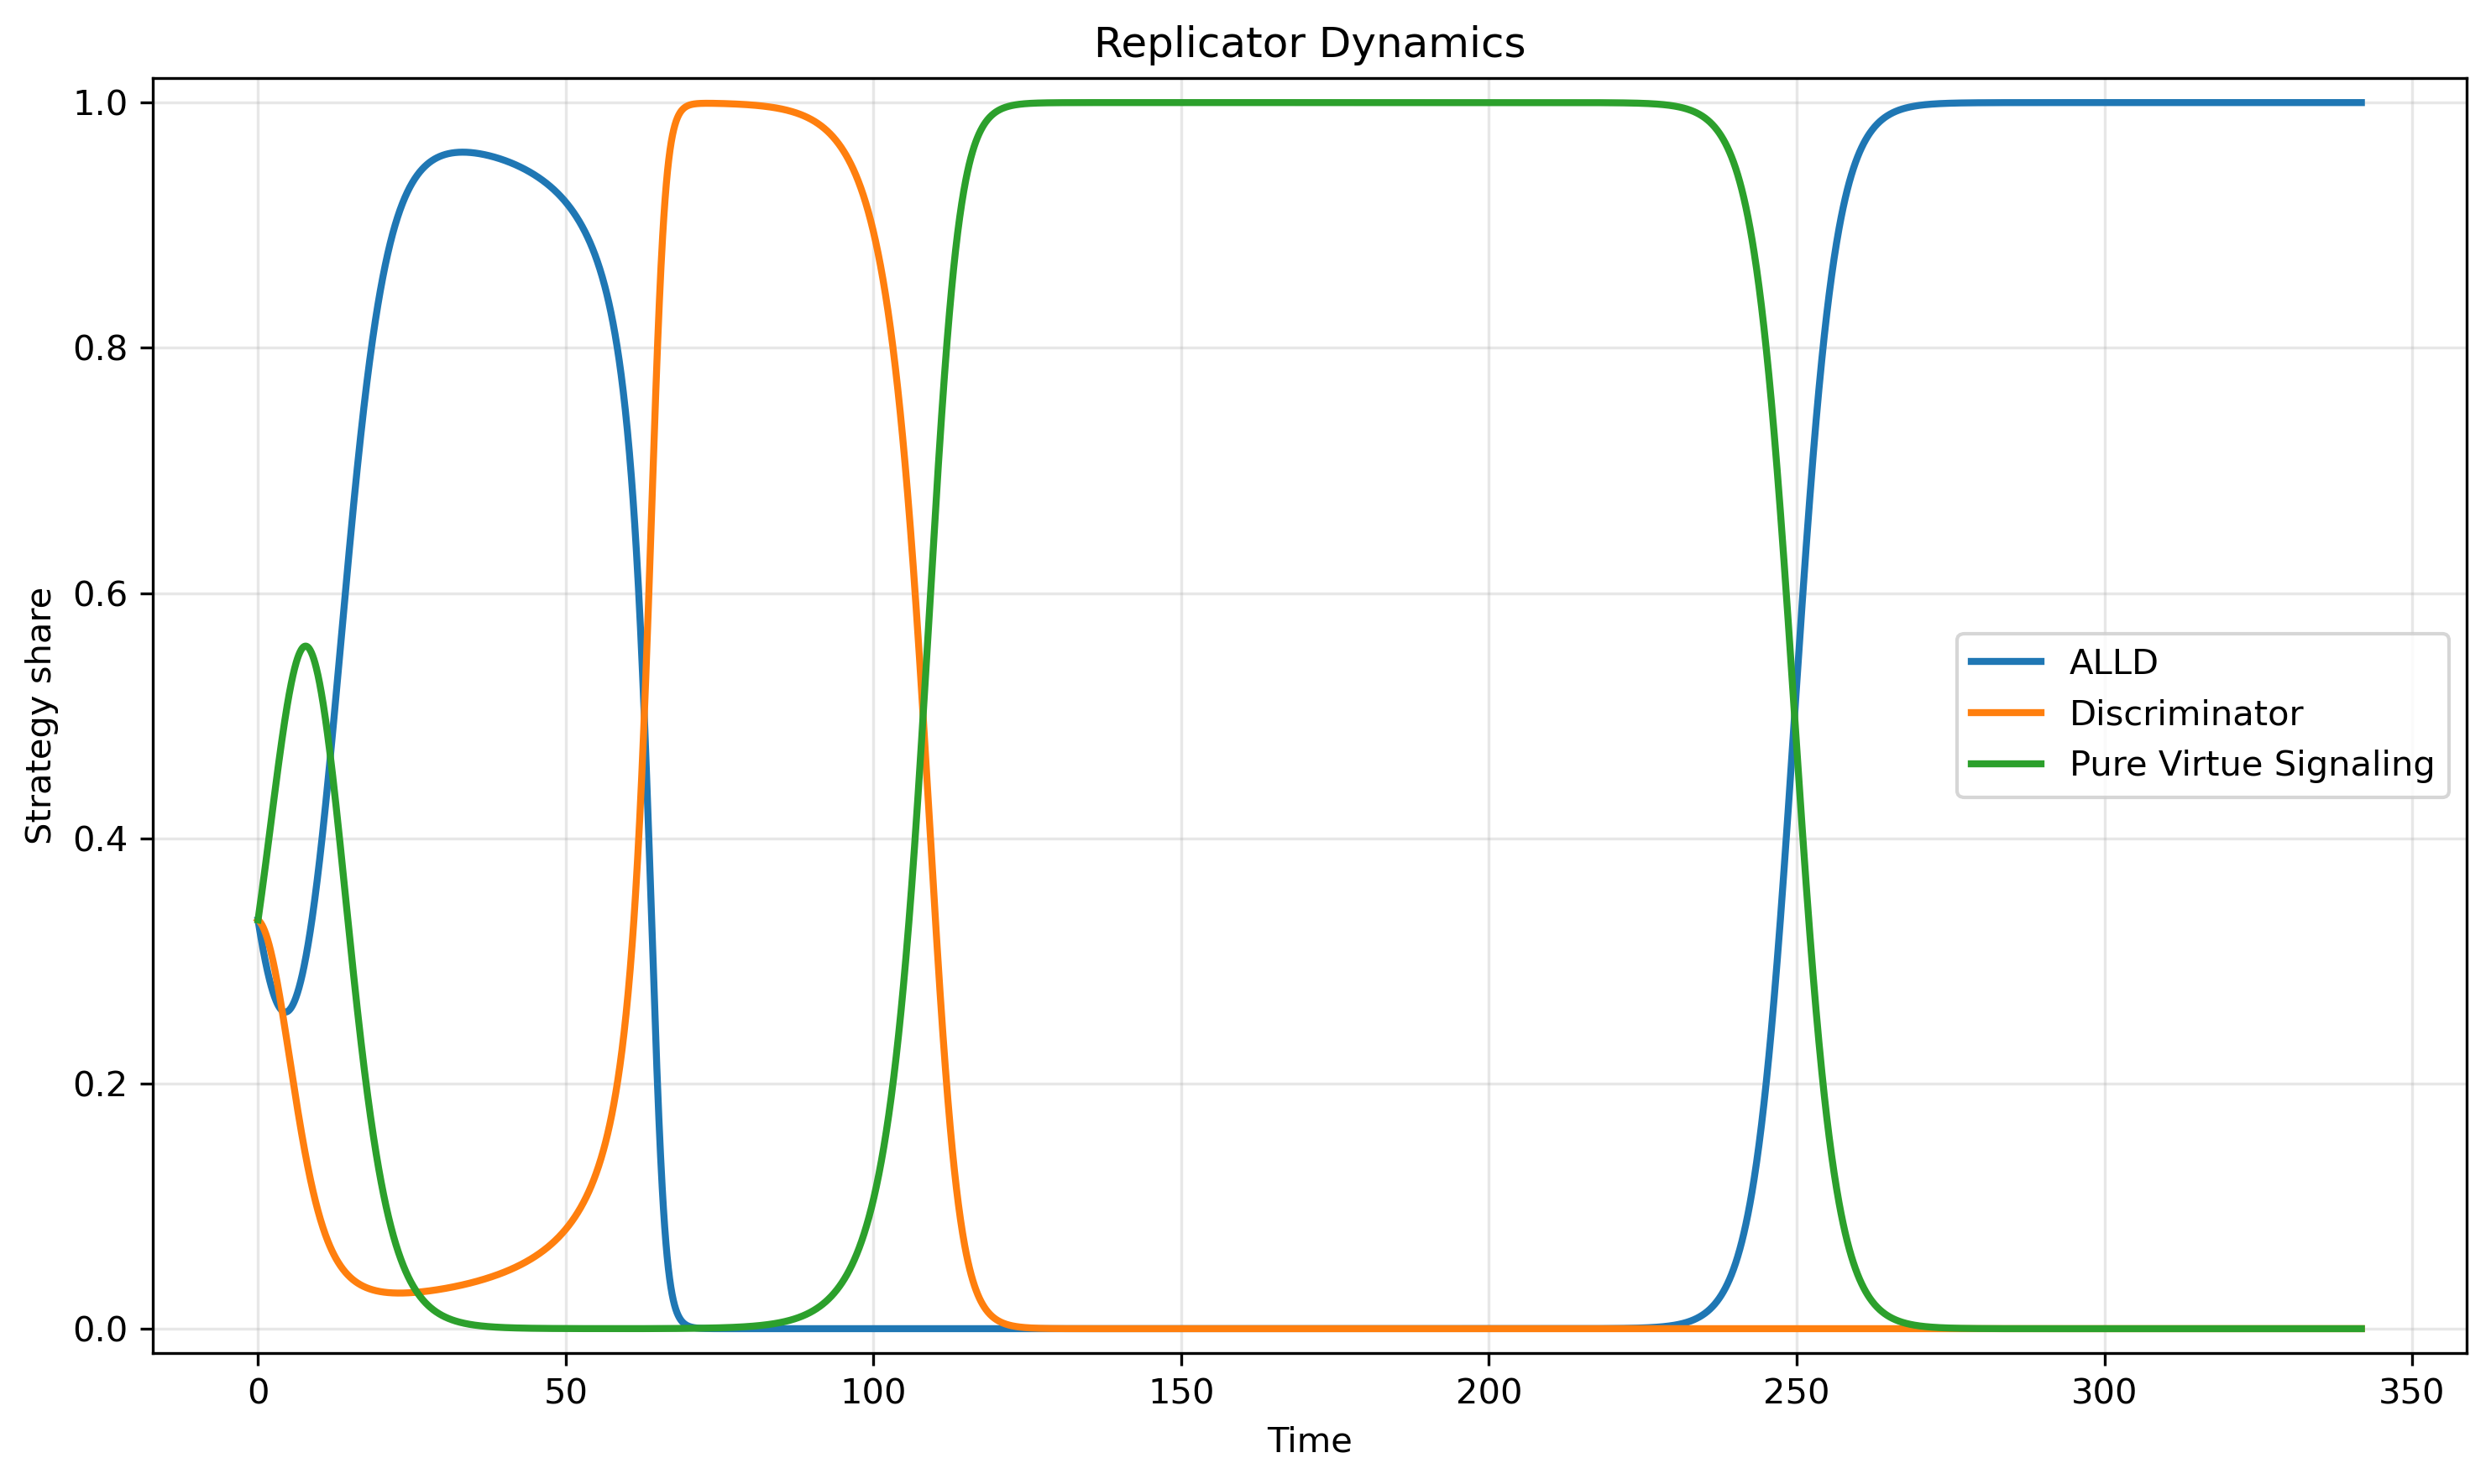 Replicator Dynamics
Strategy share
1.0
0.8
0.6
0.4
0.2
0.0
ALLD
Discriminator
Pure Virtue Signaling
0 50 100 150 200 250 300 350
Time